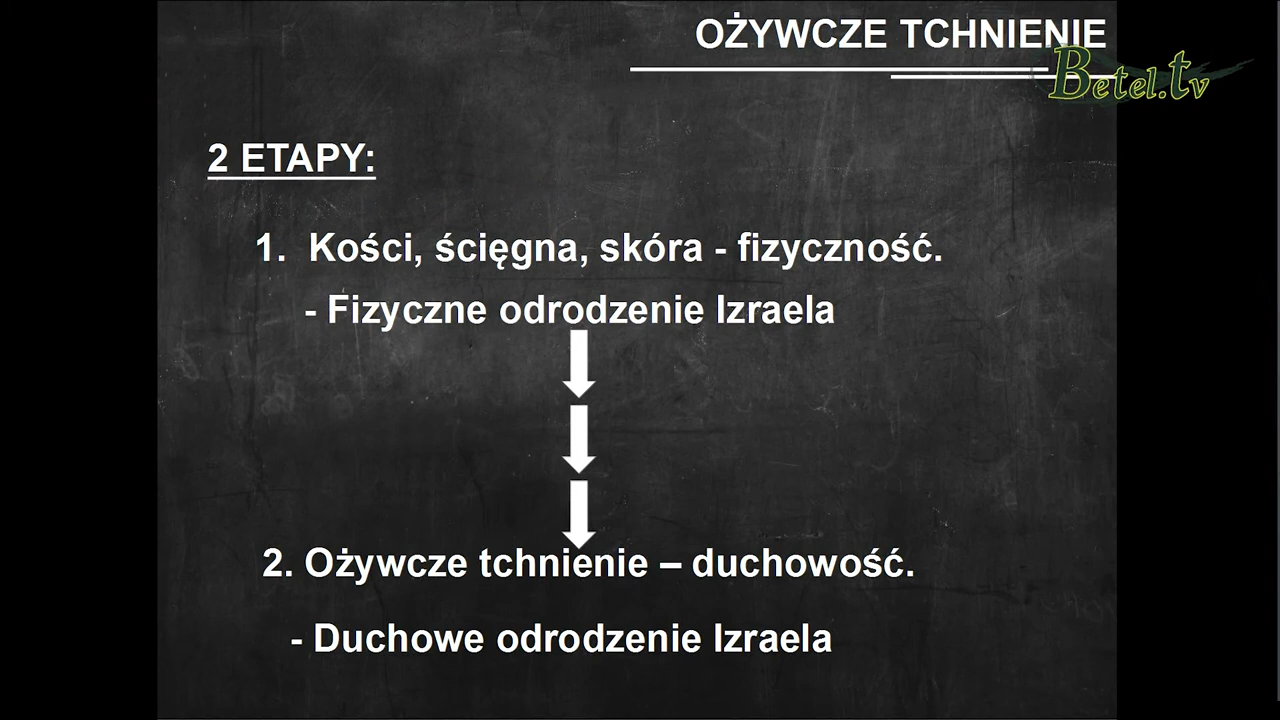 OŻYWCZE TCHNIENIE
Betel.tv
2 ETAPY:
1. Kości, ścięgna, skóra - fizyczność.
- Fizyczne odrodzenie Izraela
2. Ożywcze tchnienie – duchowość.
- Duchowe odrodzenie Izraela